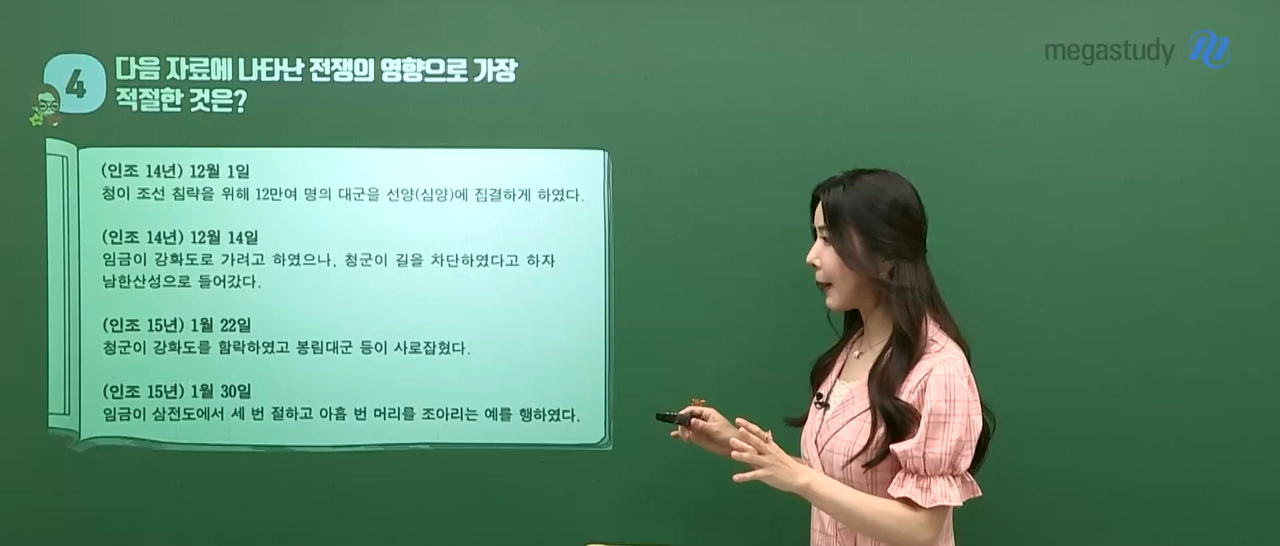 megastudy
4
다음 자료에 나타난 전쟁의 영향으로 가장
적절한 것은?
(인조 14년) 12월 1일
청이 조선 침략을 위해 12만여 명의 대군을 선양(심양)에 집결하게 하였다.
(인조 14년) 12월 14일
임금이 강화도로 가려고 하였으나, 청군이 길을 차단하였다고 하자
남한산성으로 들어갔다.
(인조 15년) 1월 22일
청군이 강화도를 함락하였고 봉림대군 등이 사로잡혔다.
(인조 15년) 1월 30일
임금이 삼전도에서 세 번 절하고 아홉 번 머리를 조아리는 예를 행하였다.